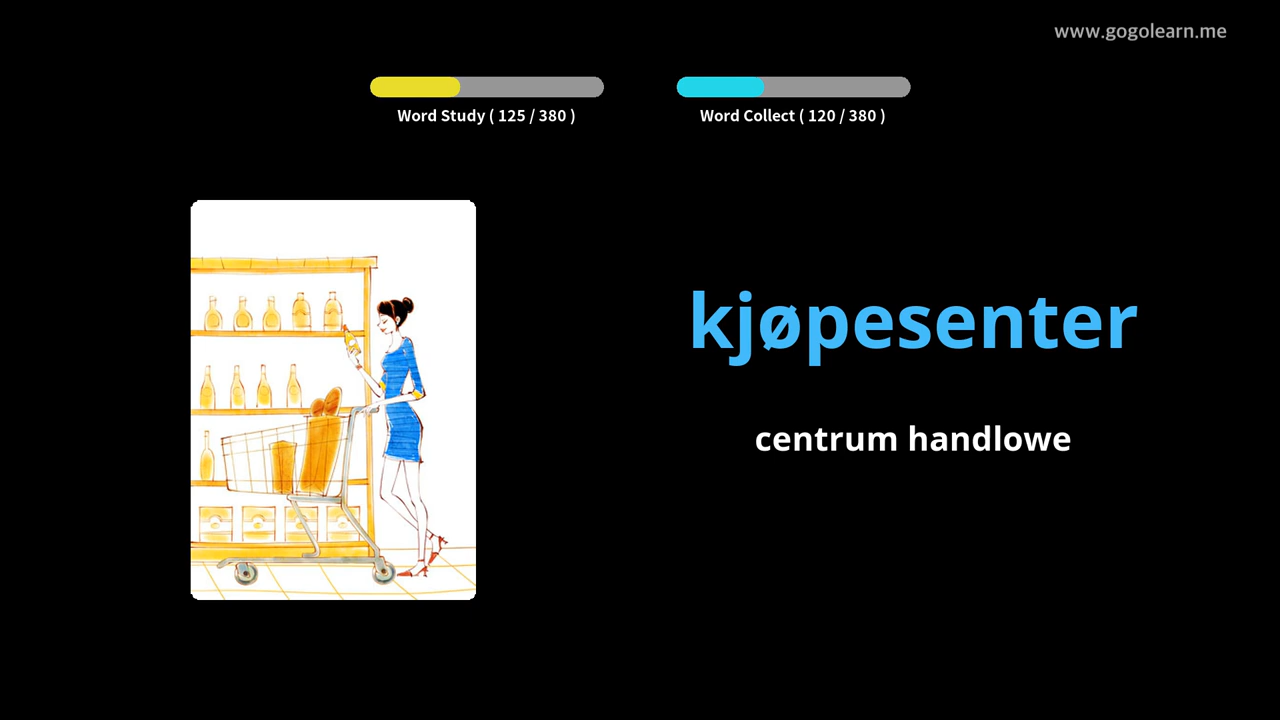 www.gogolearn.me
Word Study ( 125 / 380 )
Word Collect ( 120 / 380 )
kjøpesenter
centrum handlowe